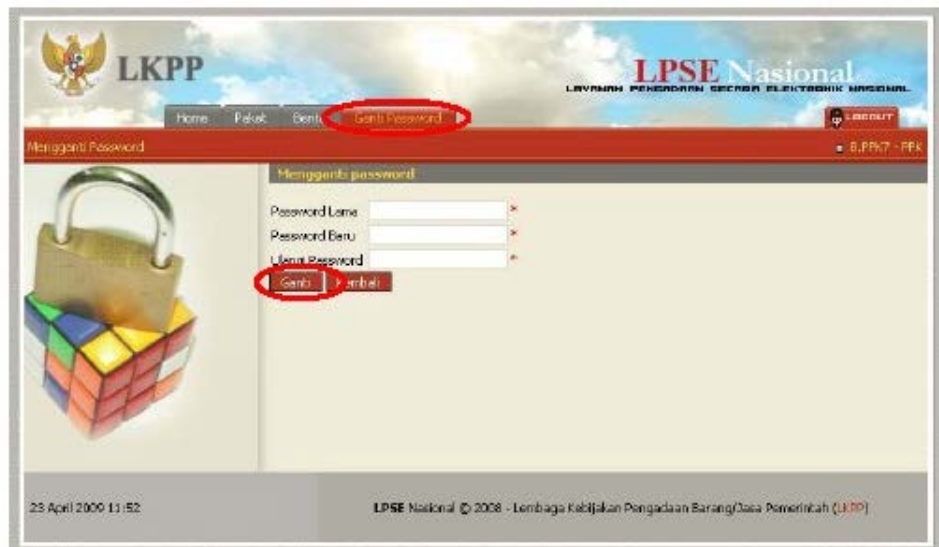 LKPP
LPSE Nasional
LAYANAN PENGADAAN SECARA ELEKTRONIK NASIONAL
Home Paket Berita Ganti Password LOGOUT
Mengganti Password 8.PPK7 - PPK
Mengganti password
Password Lama *
Password Baru *
Ulangi Password *
Ganti Kembali
23 April 2009 11:52 LPSE Nasional © 2008 - Lembaga Kebijakan Pengadaan Barang/Jasa Pemerintah (LKPP)